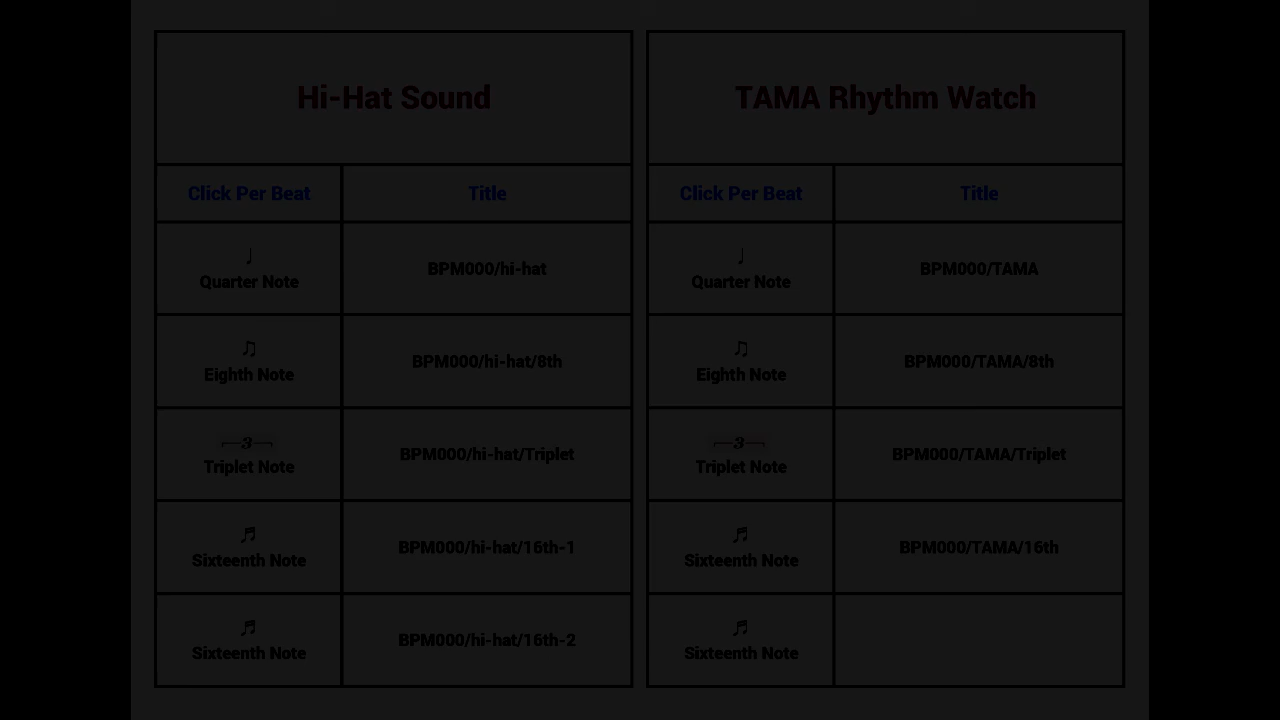 Hi-Hat Sound
Click Per Beat Title
♩
Quarter Note
BPM000/hi-hat
♫
Eighth Note
BPM000/hi-hat/8th
3
Triplet Note
BPM000/hi-hat/Triplet
♬
Sixteenth Note
BPM000/hi-hat/16th-1
♬
Sixteenth Note
BPM000/hi-hat/16th-2
TAMA Rhythm Watch
Click Per Beat Title
♩
Quarter Note
BPM000/TAMA
♫
Eighth Note
BPM000/TAMA/8th
3
Triplet Note
BPM000/TAMA/Triplet
♬
Sixteenth Note
BPM000/TAMA/16th
♬
Sixteenth Note